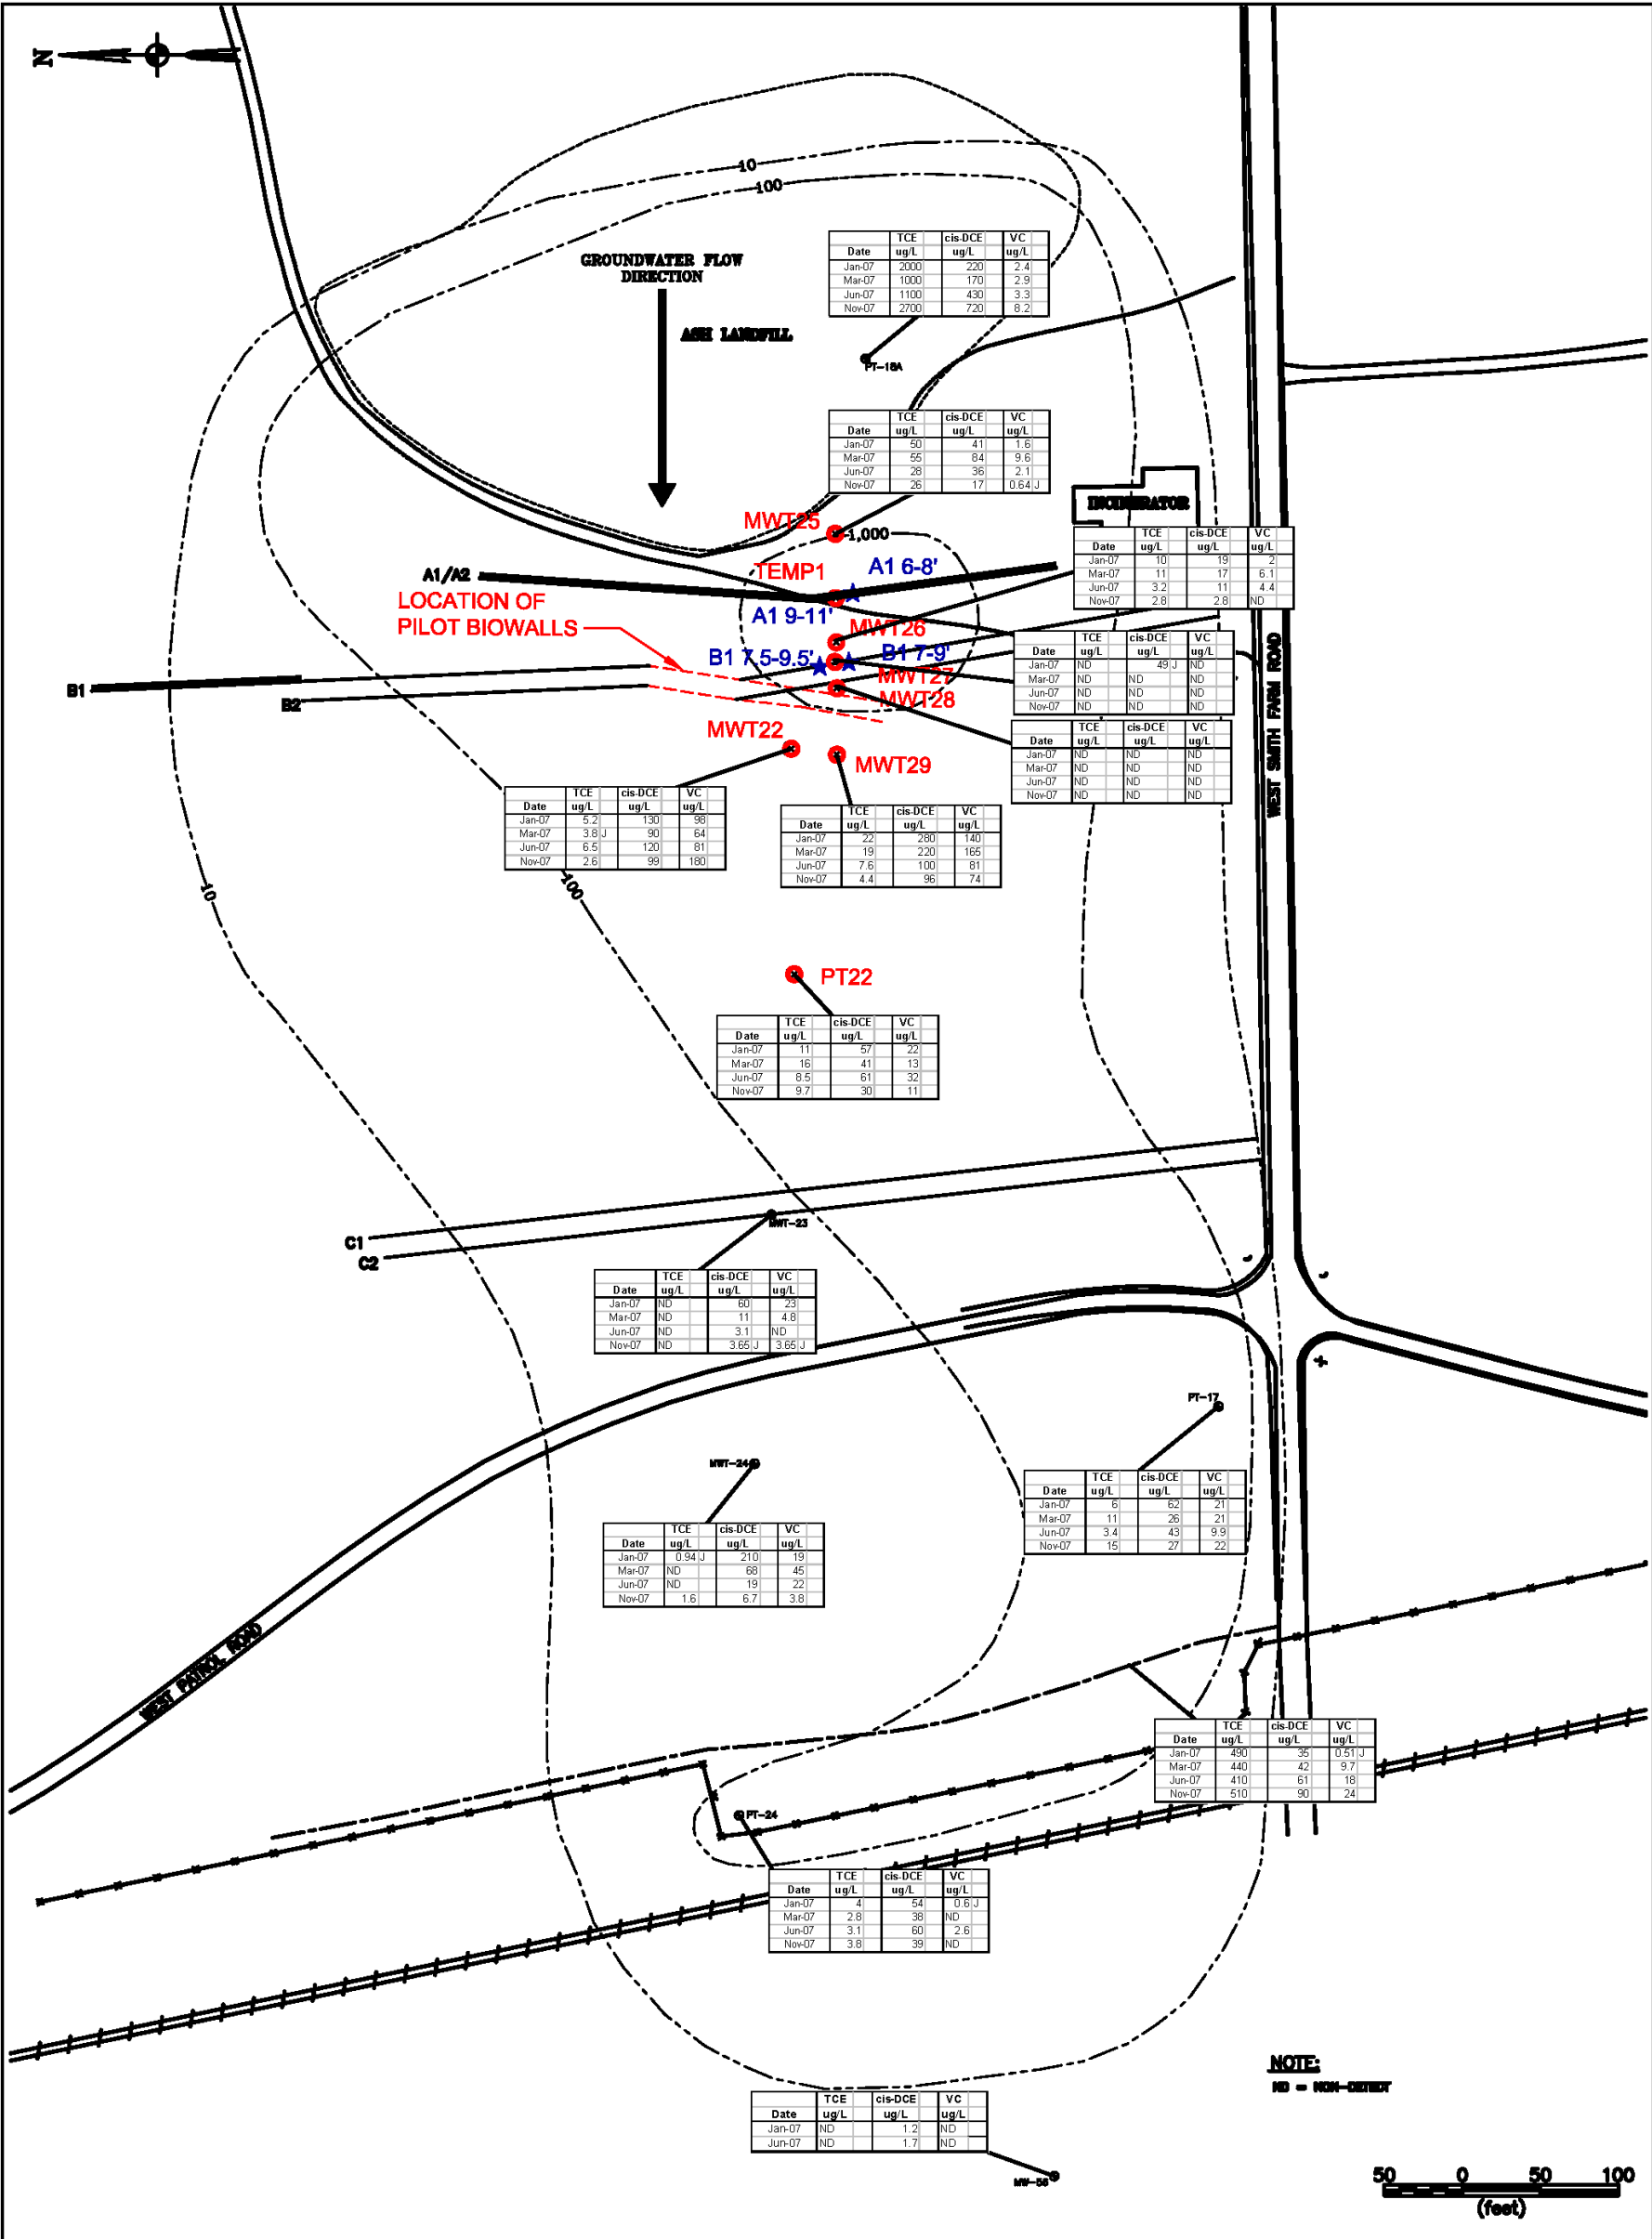 N
10
100
GROUNDWATER FLOW
DIRECTION
ASH LANDFILL
TCE cis-DCE VC
Date ug/L ug/L ug/L
Jan-07 2000 220 2.4
Mar-07 1000 170 2.9
Jun-07 1100 430 3.3
Nov-07 2700 720 8.2
PT-18A
TCE cis-DCE VC
Date ug/L ug/L ug/L
Jan-07 50 41 1.6
Mar-07 55 84 9.6
Jun-07 28 36 2.1
Nov-07 26 17 0.64 J
INCINERATOR
MWT25
1,000
TCE cis-DCE VC
Date ug/L ug/L ug/L
Jan-07 10 19 2
Mar-07 11 17 6.1
Jun-07 3.2 11 4.4
Nov-07 2.8 2.8 ND
A1/A2
TEMP1
A1 6-8'
LOCATION OF
PILOT BIOWALLS
A1 9-11'
MWT26
TCE cis-DCE VC
Date ug/L ug/L ug/L
Jan-07 ND 49 J ND
Mar-07 ND ND ND
Jun-07 ND ND ND
Nov-07 ND ND ND
B1 7.5-9.5'
B1 7-9'
MWT27
MWT28
B1
B2
WEST SMITH FARM ROAD
TCE cis-DCE VC
Date ug/L ug/L ug/L
Jan-07 ND ND ND
Mar-07 ND ND ND
Jun-07 ND ND ND
Nov-07 ND ND ND
MWT22
MWT29
TCE cis-DCE VC
Date ug/L ug/L ug/L
Jan-07 5.2 130 98
Mar-07 3.8 J 90 64
Jun-07 6.5 120 81
Nov-07 2.6 99 180
TCE cis-DCE VC
Date ug/L ug/L ug/L
Jan-07 22 280 140
Mar-07 19 220 165
Jun-07 7.6 100 81
Nov-07 4.4 96 74
10
100
PT22
TCE cis-DCE VC
Date ug/L ug/L ug/L
Jan-07 11 57 22
Mar-07 16 41 13
Jun-07 8.5 61 32
Nov-07 9.7 30 11
C1
C2
MWT-23
TCE cis-DCE VC
Date ug/L ug/L ug/L
Jan-07 ND 60 23
Mar-07 ND 11 4.8
Jun-07 ND 3.1 ND
Nov-07 ND 3.65 J 3.65 J
PT-17
MWT-24
TCE cis-DCE VC
Date ug/L ug/L ug/L
Jan-07 6 62 21
Mar-07 11 26 21
Jun-07 3.4 43 9.9
Nov-07 15 27 22
TCE cis-DCE VC
Date ug/L ug/L ug/L
Jan-07 0.94 J 210 19
Mar-07 ND 68 45
Jun-07 ND 19 22
Nov-07 1.6 6.7 3.8
WEST PATROL ROAD
TCE cis-DCE VC
Date ug/L ug/L ug/L
Jan-07 490 35 0.51 J
Mar-07 440 42 9.7
Jun-07 410 61 18
Nov-07 510 90 24
PT-24
TCE cis-DCE VC
Date ug/L ug/L ug/L
Jan-07 4 54 0.6 J
Mar-07 2.8 38 ND
Jun-07 3.1 60 2.6
Nov-07 3.8 39 ND
NOTE:
ND = NON-DETECT
TCE cis-DCE VC
Date ug/L ug/L ug/L
Jan-07 ND 1.2 ND
Jun-07 ND 1.7 ND
MW-56
50 0 50 100
(feet)